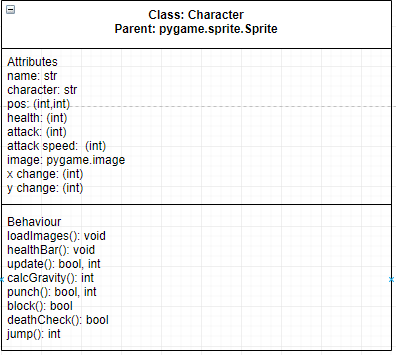 Class: Character
Parent: pygame.sprite.Sprite
Attributes
name: str
character: str
pos: (int,int)
health: (int)
attack: (int)
attack speed:  (int)
image: pygame.image
x change: (int)
y change: (int)
Behaviour
loadImages(): void
healthBar(): void
update(): bool, int
calcGravity(): int
punch(): bool, int
block(): bool
deathCheck(): bool
jump(): int